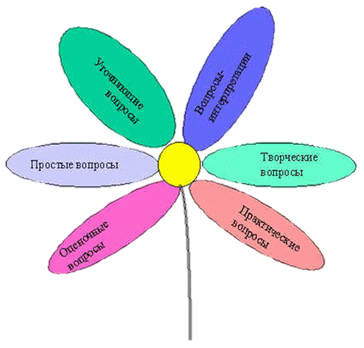 Уточняющие
вопросы
Вопросы-
интерпретации
Простые вопросы
Творческие
вопросы
Оценочные
вопросы
Практические
вопросы